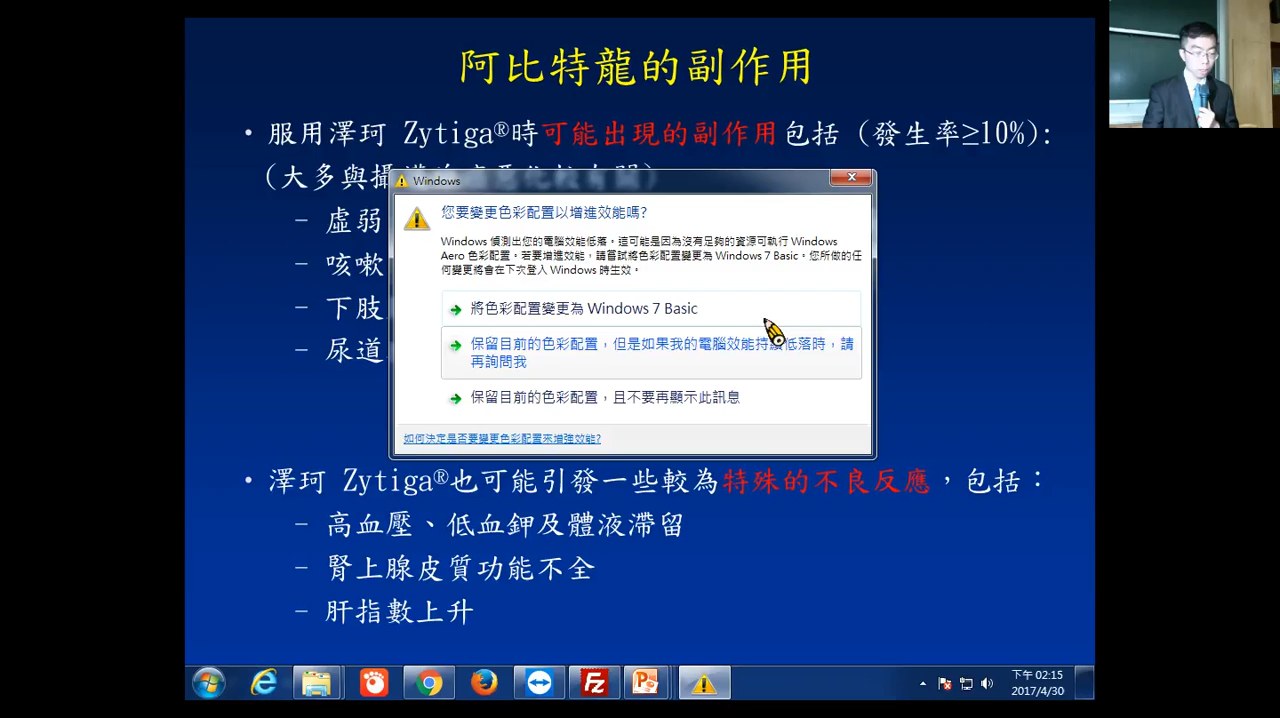 阿比特龍的副作用
• 服用澤珂 Zytiga®時可能出現的副作用包括 (發生率≥10%):
(大多與攝
– 虛弱
– 咳嗽
– 下肢
– 尿道
Windows
您要變更色彩配置以增進效能嗎?
Windows 偵測出您的電腦效能低落。這可能是因為沒有足夠的資源可執行 Windows
Aero 色彩配置。若要增進效能，請嘗試將色彩配置變更為 Windows 7 Basic。您所做的任
何變更將會在下次登入 Windows 時生效。
將色彩配置變更為 Windows 7 Basic
保留目前的色彩配置，但是如果我的電腦效能持續低落時，請
再詢問我
保留目前的色彩配置，且不要再顯示此訊息
如何決定是否要變更色彩配置來增強效能?
• 澤珂 Zytiga®也可能引發一些較為特殊的不良反應，包括：
– 高血壓、低血鉀及體液滯留
– 腎上腺皮質功能不全
– 肝指數上升
下午 02:15
2017/4/30